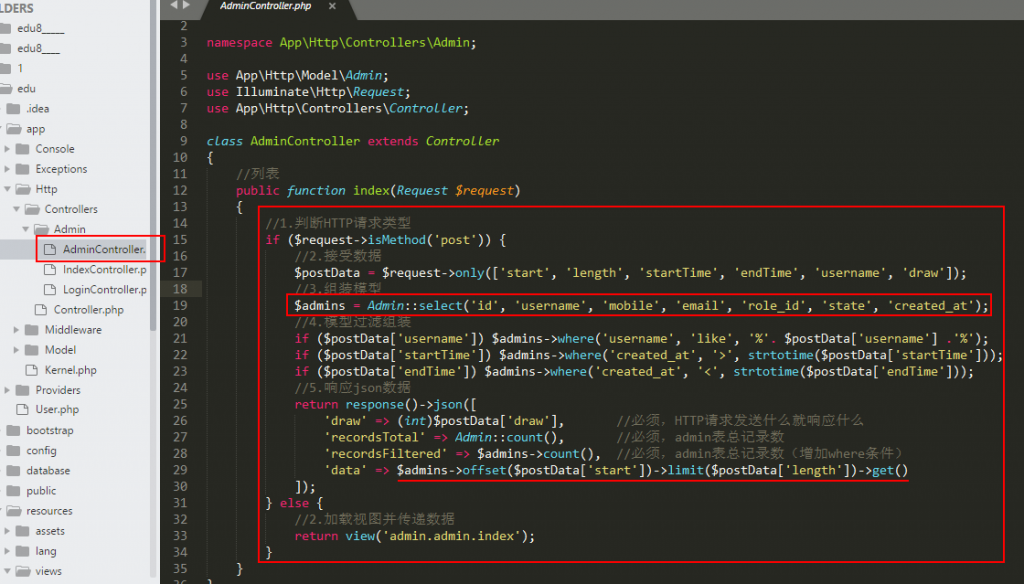 LDERS
edu8_____
edu8____
1
edu
.idea
app
Console
Exceptions
Http
Controllers
Admin
AdminController.
IndexController.p
LoginController.p
Controller.php
Middleware
Model
Kernel.php
Providers
User.php
bootstrap
config
database
public
resources
assets
lang
views
AdminController.php ×
2
3 namespace App\Http\Controllers\Admin;
4
5 use App\Http\Model\Admin;
6 use Illuminate\Http\Request;
7 use App\Http\Controllers\Controller;
8
9 class AdminController extends Controller
10 {
11 //列表
12 public function index(Request $request)
13 {
14 //1.判断HTTP请求类型
15 if ($request->isMethod('post')) {
16 //2.接受数据
17 $postData = $request->only(['start', 'length', 'startTime', 'endTime', 'username', 'draw']);
18 //3.组装模型
19 $admins = Admin::select('id', 'username', 'mobile', 'email', 'role_id', 'state', 'created_at');
20 //4.模型过滤组装
21 if ($postData['username']) $admins->where('username', 'like', '%'. $postData['username'] .'%');
22 if ($postData['startTime']) $admins->where('created_at', '>', strtotime($postData['startTime']));
23 if ($postData['endTime']) $admins->where('created_at', '<', strtotime($postData['endTime']));
24 //5.响应json数据
25 return response()->json([
26 'draw' => (int)$postData['draw'], //必须，HTTP请求发送什么就响应什么
27 'recordsTotal' => Admin::count(), //必须，admin表总记录数
28 'recordsFiltered' => $admins->count(), //必须，admin表总记录数（增加where条件）
29 'data' => $admins->offset($postData['start'])->limit($postData['length'])->get()
30 ]);
31 } else {
32 //2.加载视图并传递数据
33 return view('admin.admin.index');
34 }
35 }
36 }